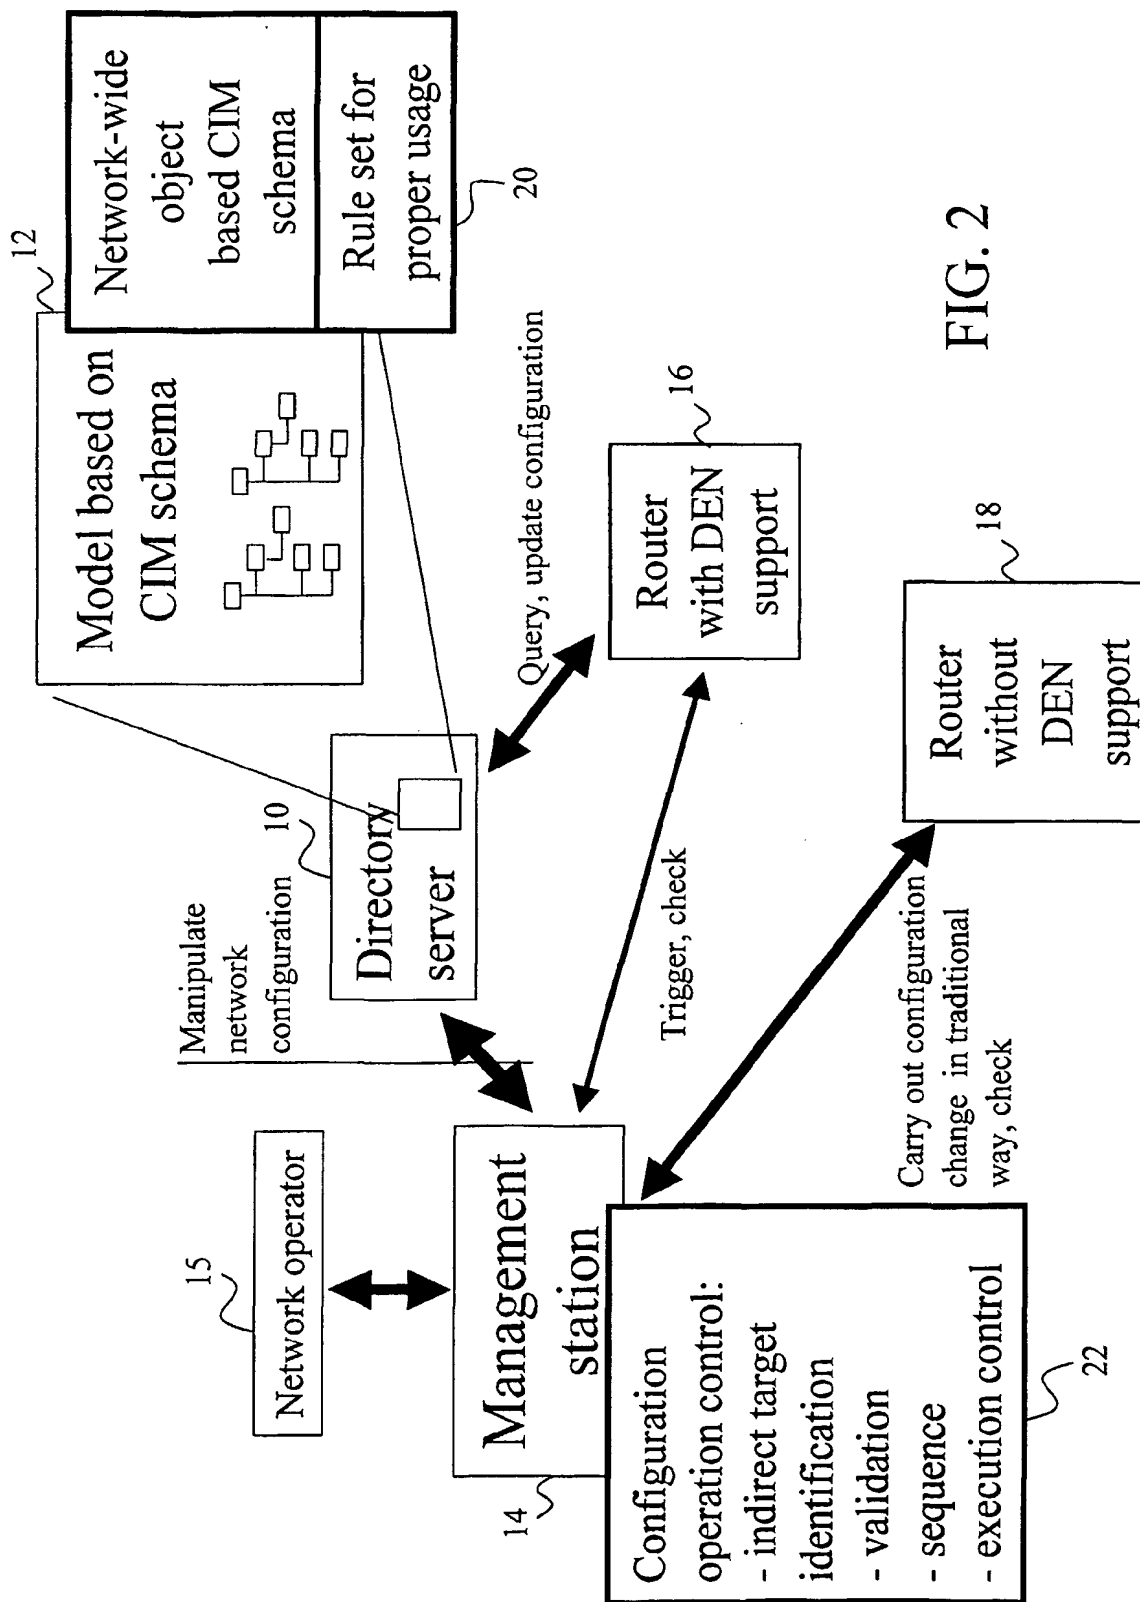 15
Network operator
Management
station
14
Configuration
operation control:
- indirect target
identification
- validation
- sequence
- execution control
22
Manipulate
network
configuration
10
Directory
server
12
Model based on
CIM schema
Network-wide
object
based CIM
schema
Rule set for
proper usage
20
Query, update configuration
Trigger, check
16
Router
with DEN
support
Carry out configuration
change in traditional
way, check
18
Router
without
DEN
support
FIG. 2